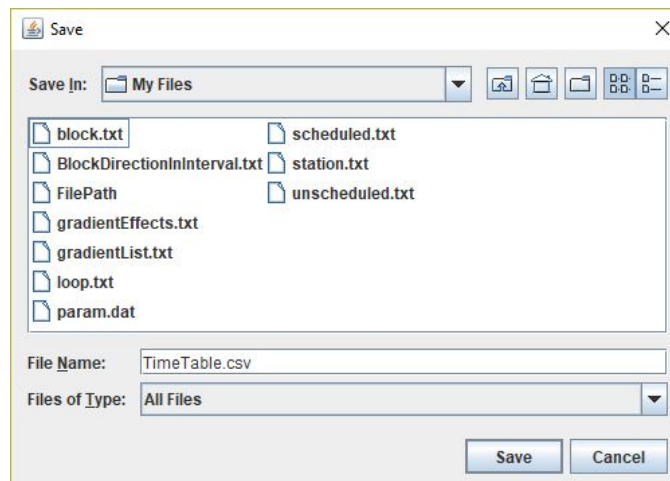 Save
Save In: My Files
block.txt
BlockDirectionInInterval.txt
FilePath
gradientEffects.txt
gradientList.txt
loop.txt
param.dat
scheduled.txt
station.txt
unscheduled.txt
File Name: TimeTable.csv
Files of Type: All Files
Save Cancel